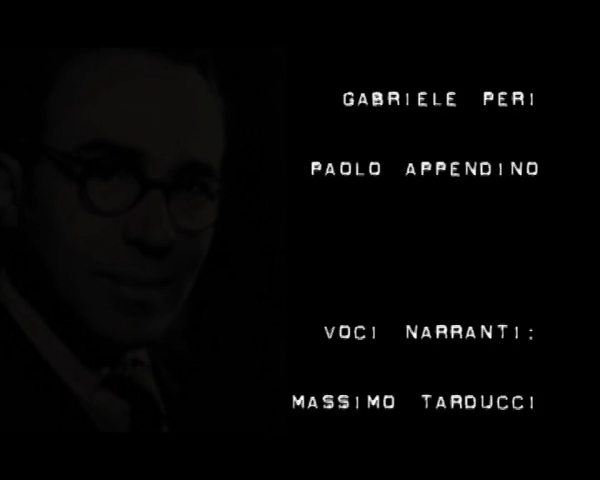 GABRIELE PERI
PAOLO APPENDINO
VOCI NARRANTI:
MASSIMO TARDUCCI